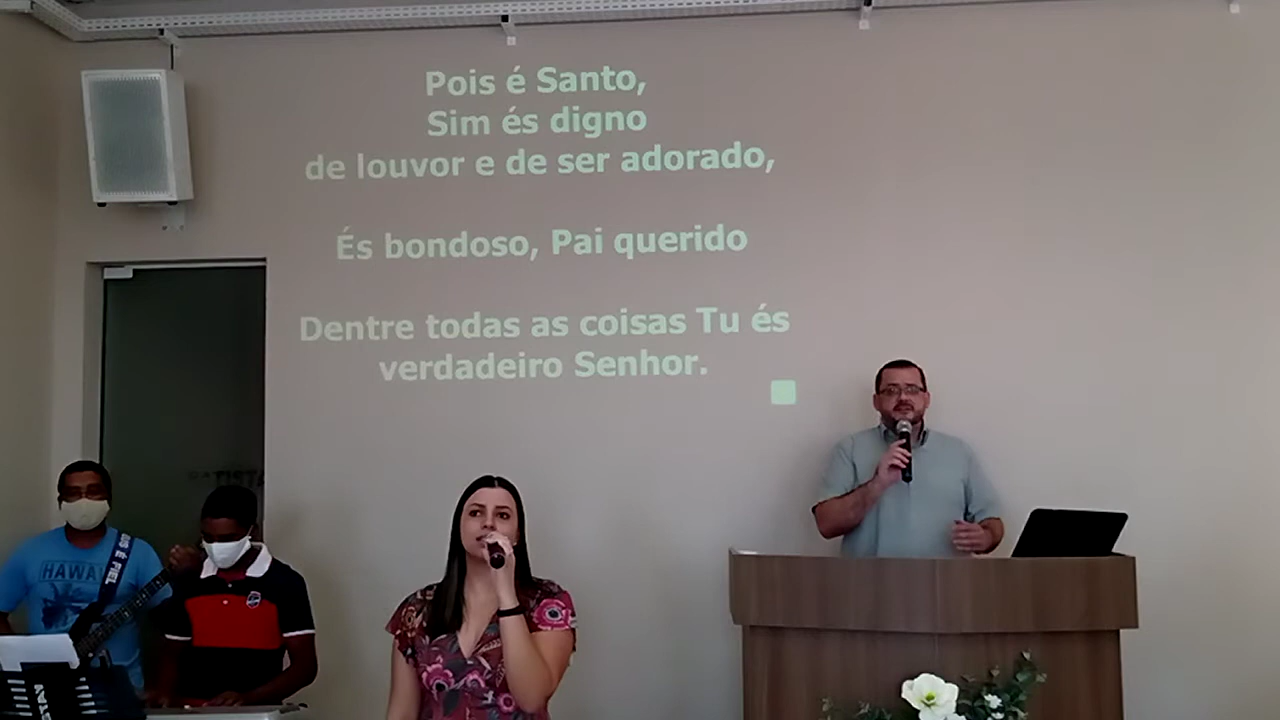 Pois é Santo,
Sim és digno
de louvor e de ser adorado,
És bondoso, Pai querido
Dentre todas as coisas Tu és
verdadeiro Senhor.
É FIEL